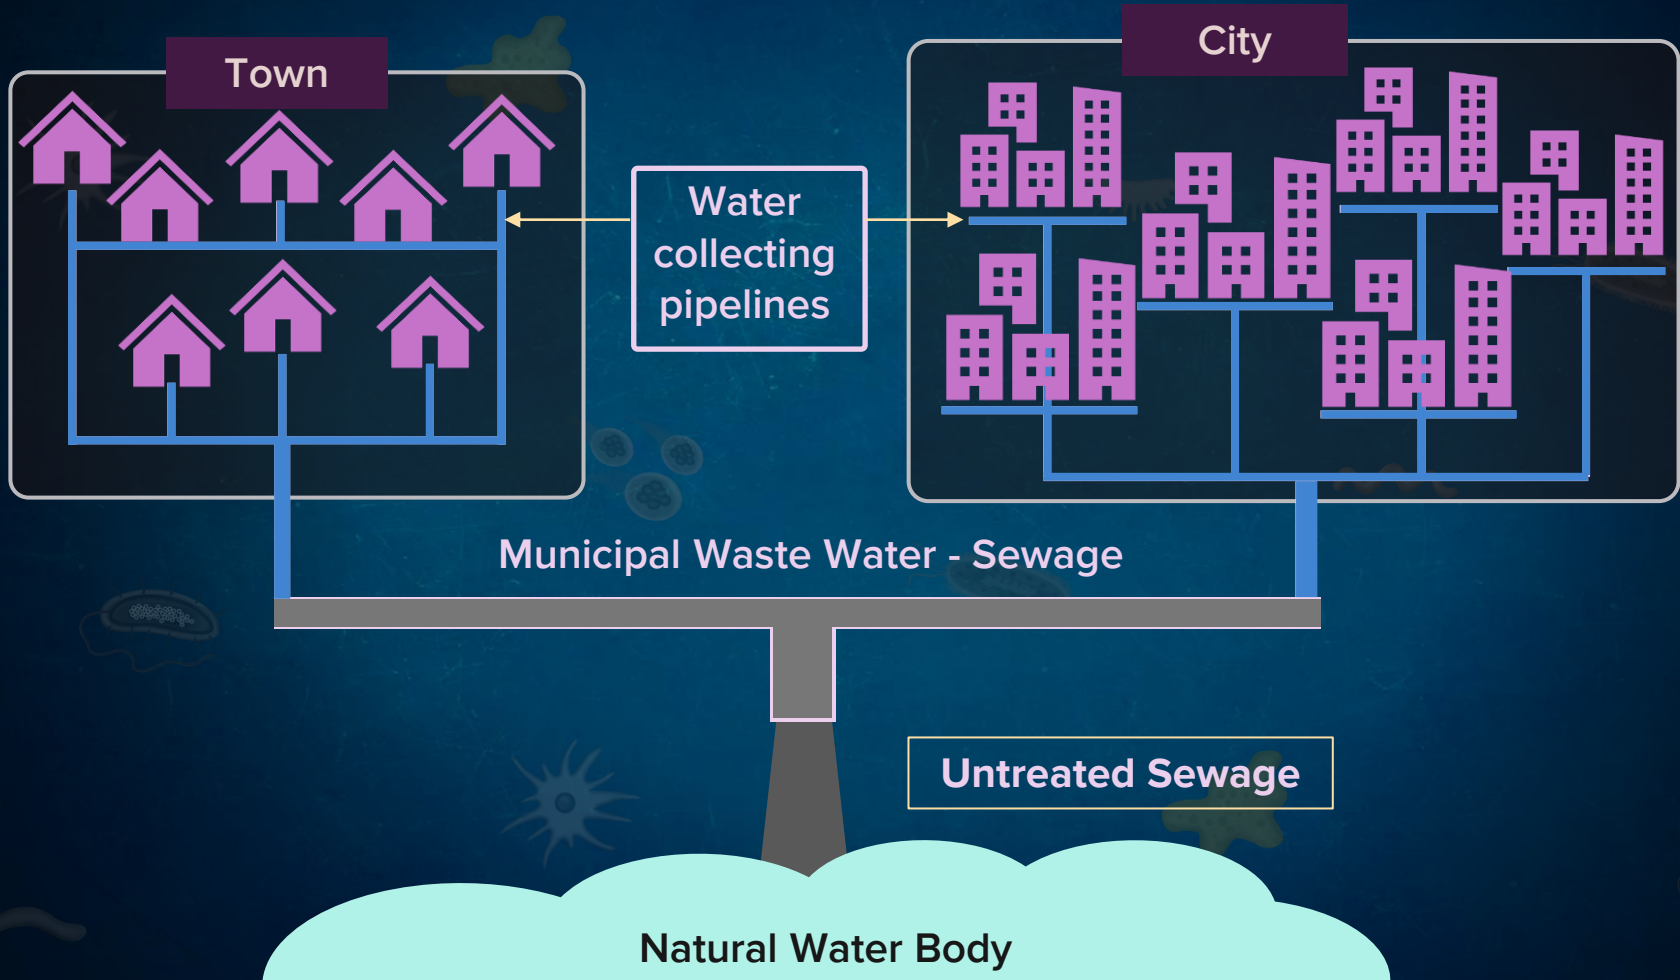 Town
City
Water
collecting
pipelines
Municipal Waste Water - Sewage
Untreated Sewage
Natural Water Body